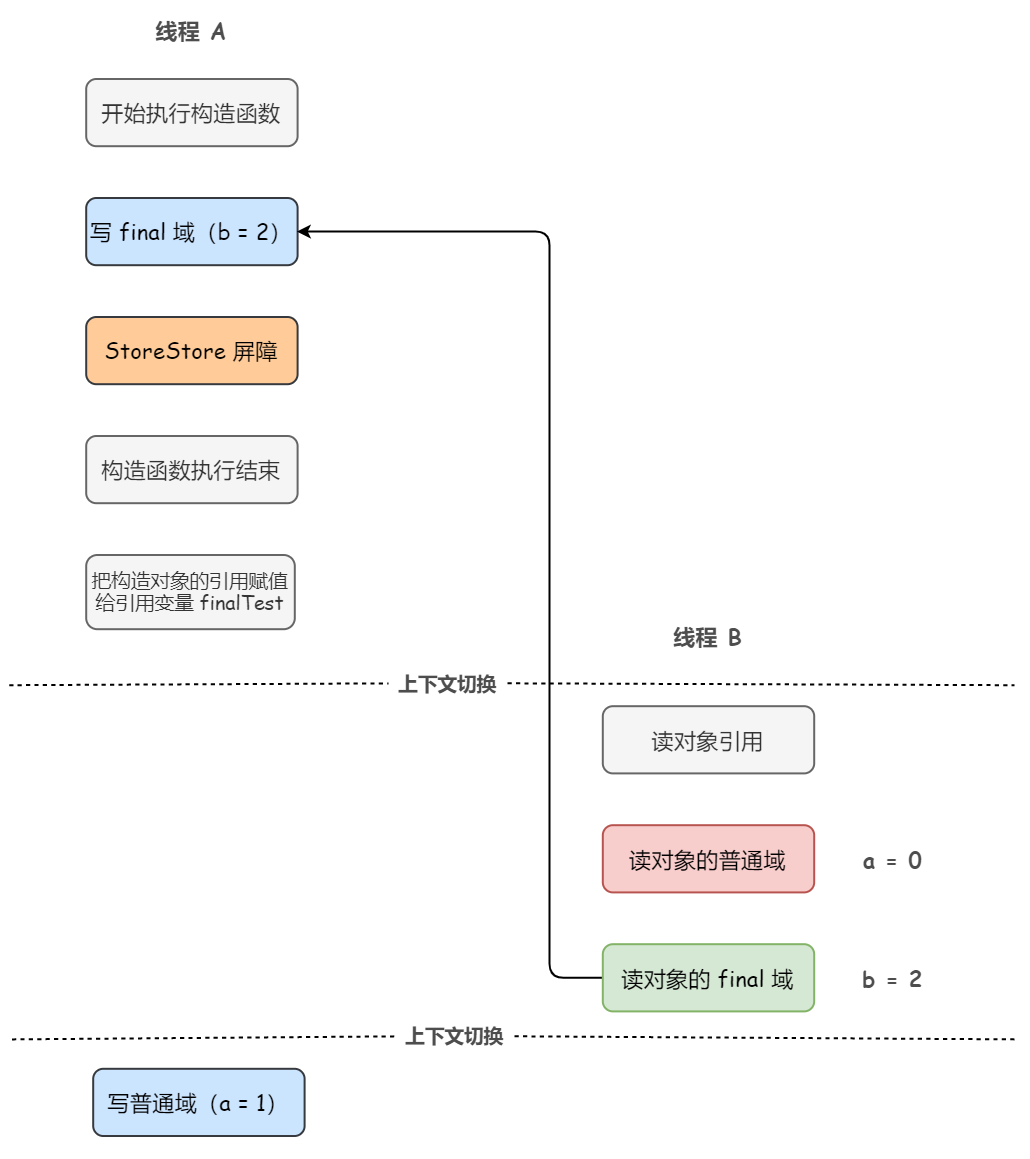 线程 A
开始执行构造函数
写 final 域（b = 2）
StoreStore 屏障
构造函数执行结束
把构造对象的引用赋值
给引用变量 finalTest
线程 B
上下文切换
读对象引用
读对象的普通域
a = 0
读对象的 final 域
b = 2
上下文切换
写普通域（a = 1）